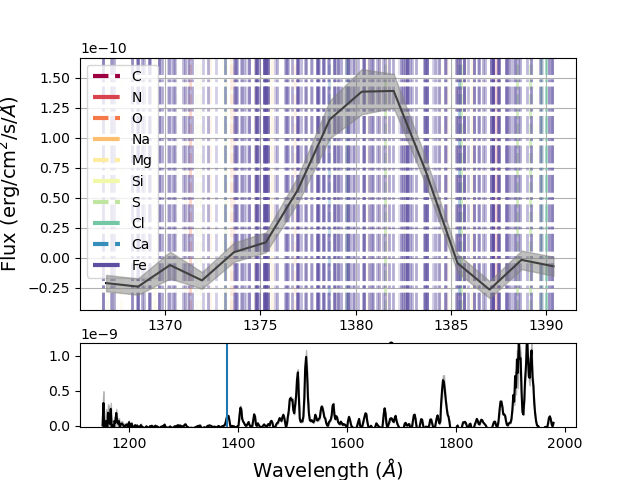 1e−10
Flux (erg/cm²/s/Å)
1.50
1.25
1.00
0.75
0.50
0.25
0.00
−0.25
C
N
O
Na
Mg
Si
S
Cl
Ca
Fe
1370 1375 1380 1385 1390
1e−9
1.0
0.5
0.0
1200 1400 1600 1800 2000
Wavelength (Å)